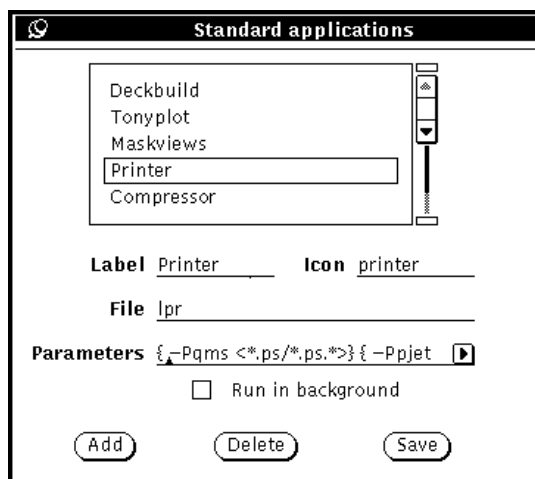 Standard applications
Deckbuild
Tonyplot
Maskviews
Printer
Compressor
Label Printer Icon printer
File lpr
Parameters { -Pqms <*.ps/*.ps.*>} { -Ppjet
Run in background
Add Delete Save